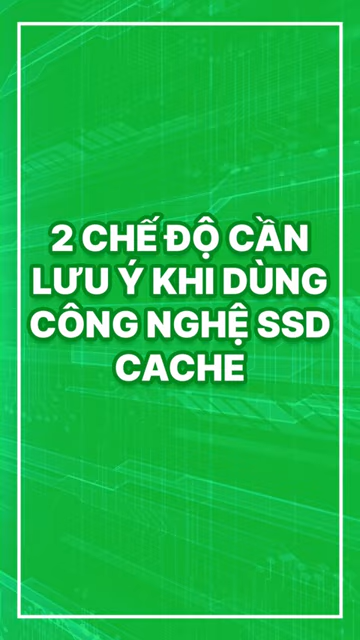 2 CHẾ ĐỘ CẦN
LƯU Ý KHI DÙNG
CÔNG NGHỆ SSD
CACHE